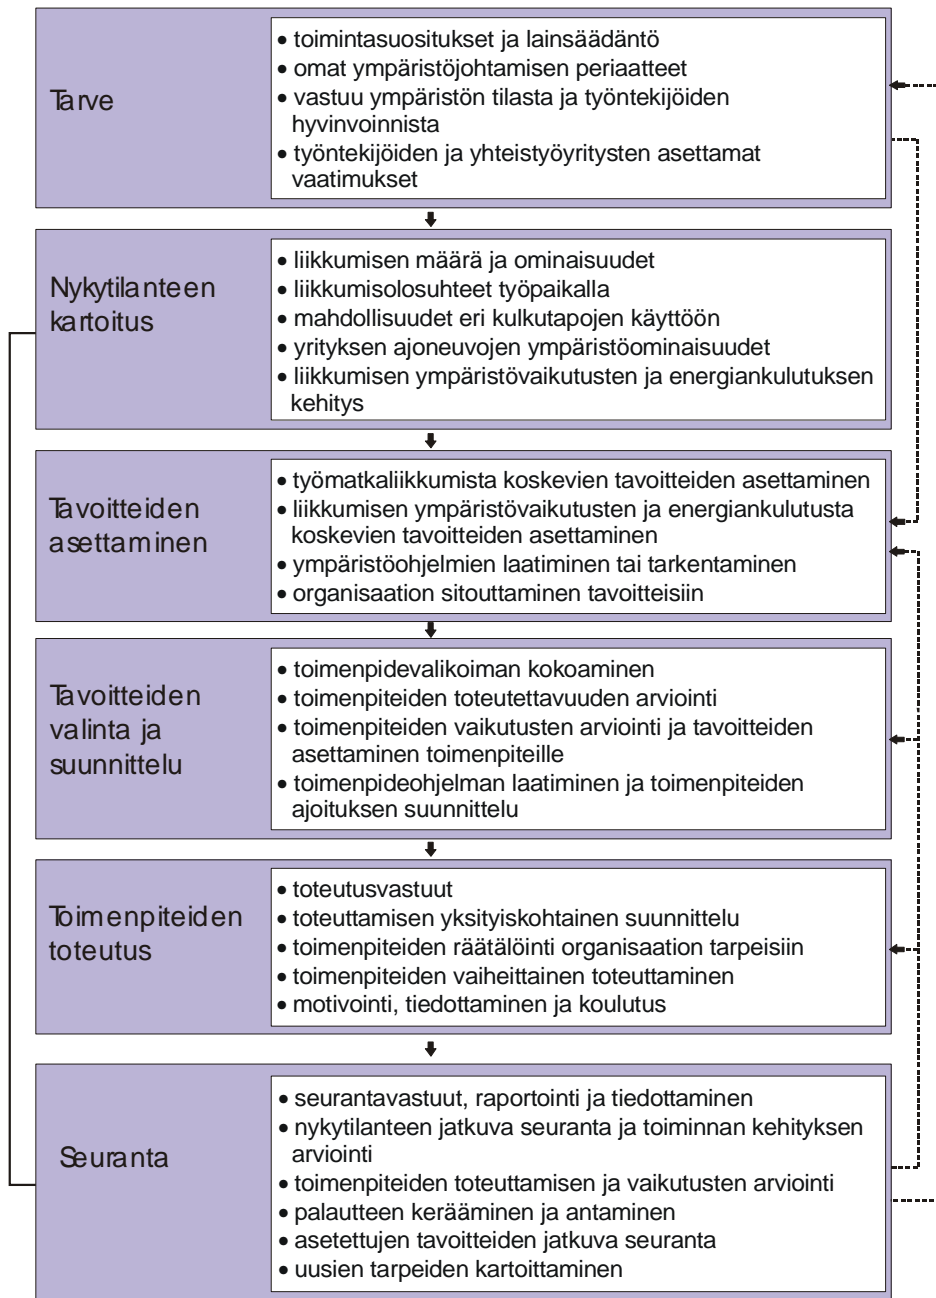 Tarve
• toimintasuositukset ja lainsäädäntö
• omat ympäristöjohtamisen periaatteet
• vastuu ympäristön tilasta ja työntekijöiden
hyvinvoinnista
• työntekijöiden ja yhteistyöyritysten asettamat
vaatimukset
Nykytilanteen
kartoitus
• liikkumisen määrä ja ominaisuudet
• liikkumisolosuhteet työpaikalla
• mahdollisuudet eri kulkutapojen käyttöön
• yrityksen ajoneuvojen ympäristöominaisuudet
• liikkumisen ympäristövaikutusten ja energiankulutuksen
kehitys
Tavoitteiden
asettaminen
• työmatkaliikkumista koskevien tavoitteiden asettaminen
• liikkumisen ympäristövaikutusten ja energiankulutusta
koskevien tavoitteiden asettaminen
• ympäristöohjelmien laatiminen tai tarkentaminen
• organisaation sitouttaminen tavoitteisiin
Tavoitteiden
valinta ja
suunnittelu
• toimenpidevalikoiman kokoaminen
• toimenpiteiden toteutettavuuden arviointi
• toimenpiteiden vaikutusten arviointi ja tavoitteiden
asettaminen toimenpiteille
• toimenpideohjelman laatiminen ja toimenpiteiden
ajoituksen suunnittelu
Toimenpiteiden
toteutus
• toteutusvastuut
• toteuttamisen yksityiskohtainen suunnittelu
• toimenpiteiden räätälöinti organisaation tarpeisiin
• toimenpiteiden vaiheittainen toteuttaminen
• motivointi, tiedottaminen ja koulutus
Seuranta
• seurantavastuut, raportointi ja tiedottaminen
• nykytilanteen jatkuva seuranta ja toiminnan kehityksen
arviointi
• toimenpiteiden toteuttamisen ja vaikutusten arviointi
• palautteen kerääminen ja antaminen
• asetettujen tavoitteiden jatkuva seuranta
• uusien tarpeiden kartoittaminen